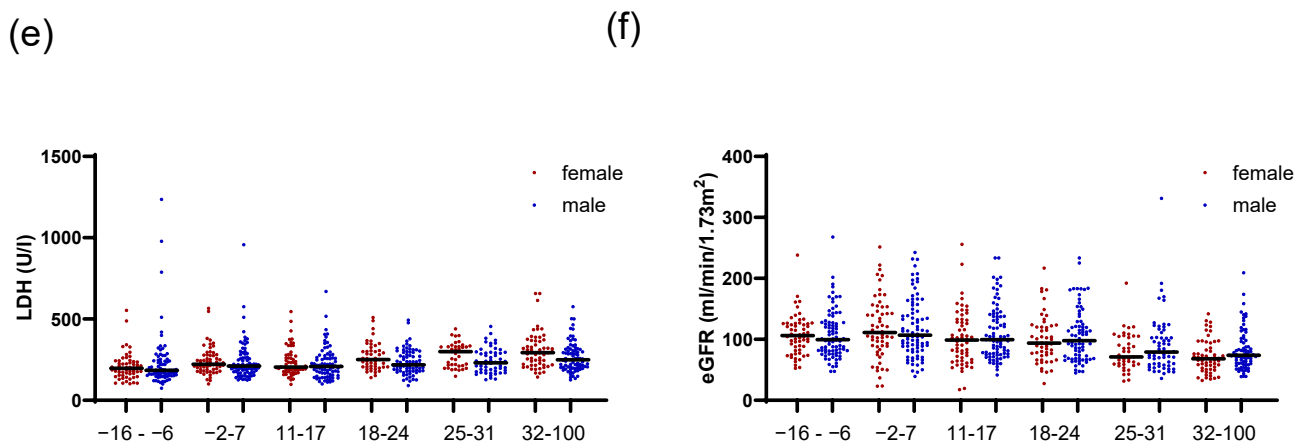 (e)
(f)
LDH (U/l)
1500
1000
500
0
female
male
−16 - −6
−2-7
11-17
18-24
25-31
32-100
eGFR (ml/min/1.73m²)
400
300
200
100
0
female
male
−16 - −6
−2-7
11-17
18-24
25-31
32-100